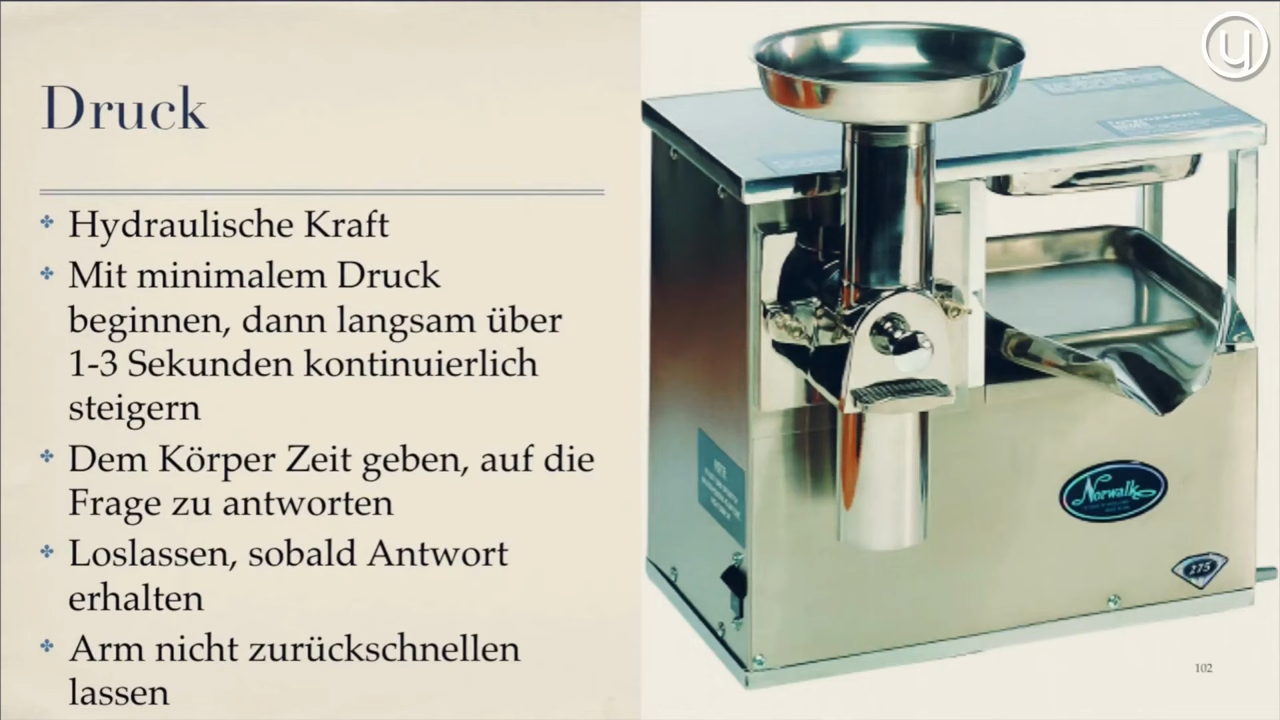 Druck
Hydraulische Kraft
Mit minimalem Druck
beginnen, dann langsam über
1-3 Sekunden kontinuierlich
steigern
Dem Körper Zeit geben, auf die
Frage zu antworten
Loslassen, sobald Antwort
erhalten
Arm nicht zurückschnellen
lassen
Norwalk
275
102